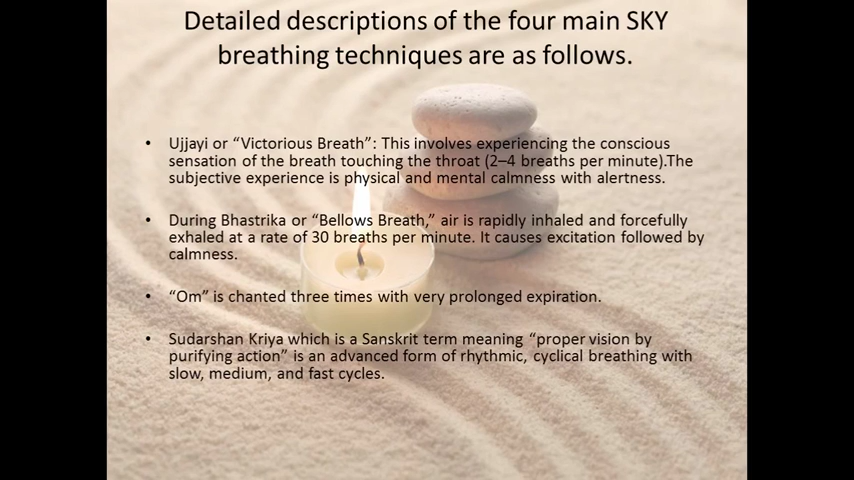 Detailed descriptions of the four main SKY
breathing techniques are as follows.
• Ujjayi or “Victorious Breath”: This involves experiencing the conscious
sensation of the breath touching the throat (2–4 breaths per minute).The
subjective experience is physical and mental calmness with alertness.
• During Bhastrika or “Bellows Breath,” air is rapidly inhaled and forcefully
exhaled at a rate of 30 breaths per minute. It causes excitation followed by
calmness.
• “Om” is chanted three times with very prolonged expiration.
• Sudarshan Kriya which is a Sanskrit term meaning “proper vision by
purifying action” is an advanced form of rhythmic, cyclical breathing with
slow, medium, and fast cycles.